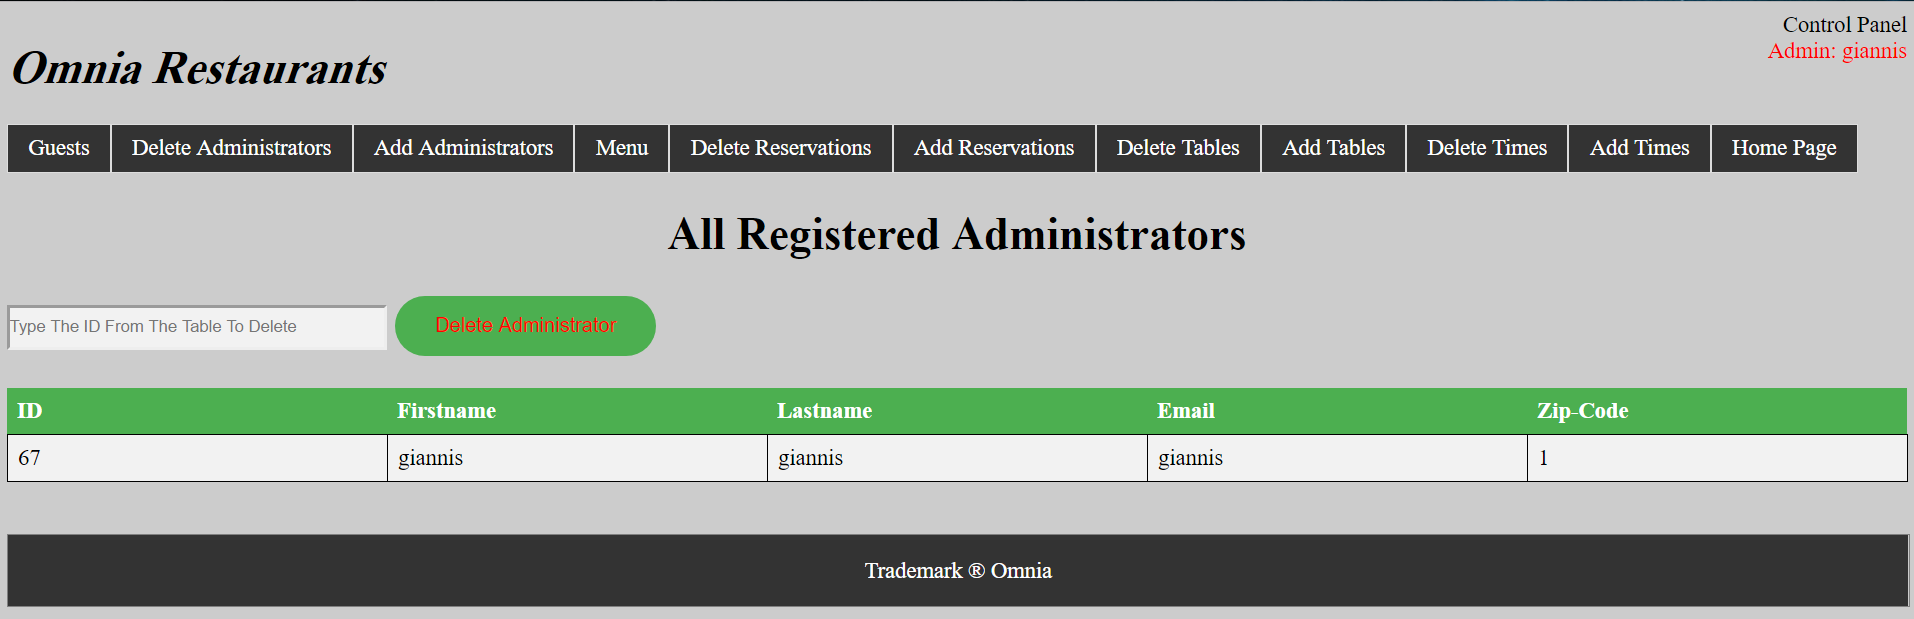 Control Panel
Admin: giannis
Omnia Restaurants
Guests Delete Administrators Add Administrators Menu Delete Reservations Add Reservations Delete Tables Add Tables Delete Times Add Times Home Page
All Registered Administrators
Type The ID From The Table To Delete Delete Administrator
ID Firstname Lastname Email Zip-Code
67 giannis giannis giannis 1
Trademark ® Omnia